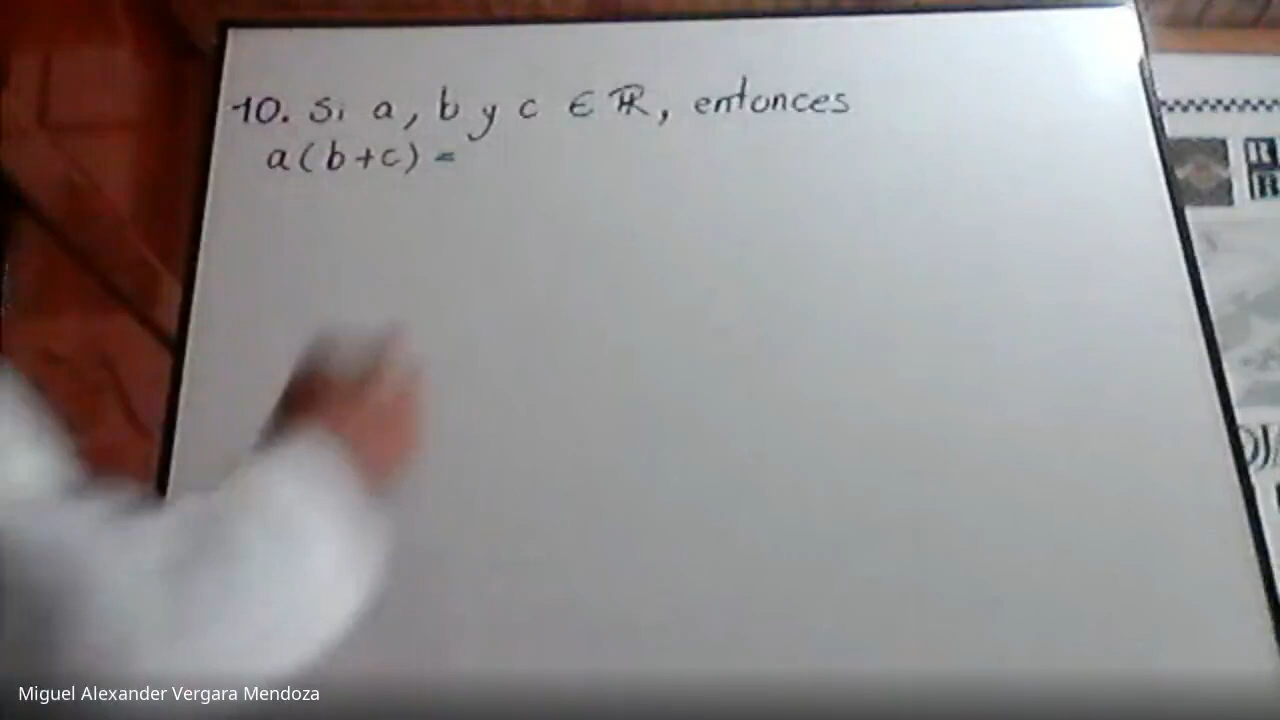 10. Si a, b y c ∈ ℝ, entonces
a(b+c) =
R
R
Miguel Alexander Vergara Mendoza